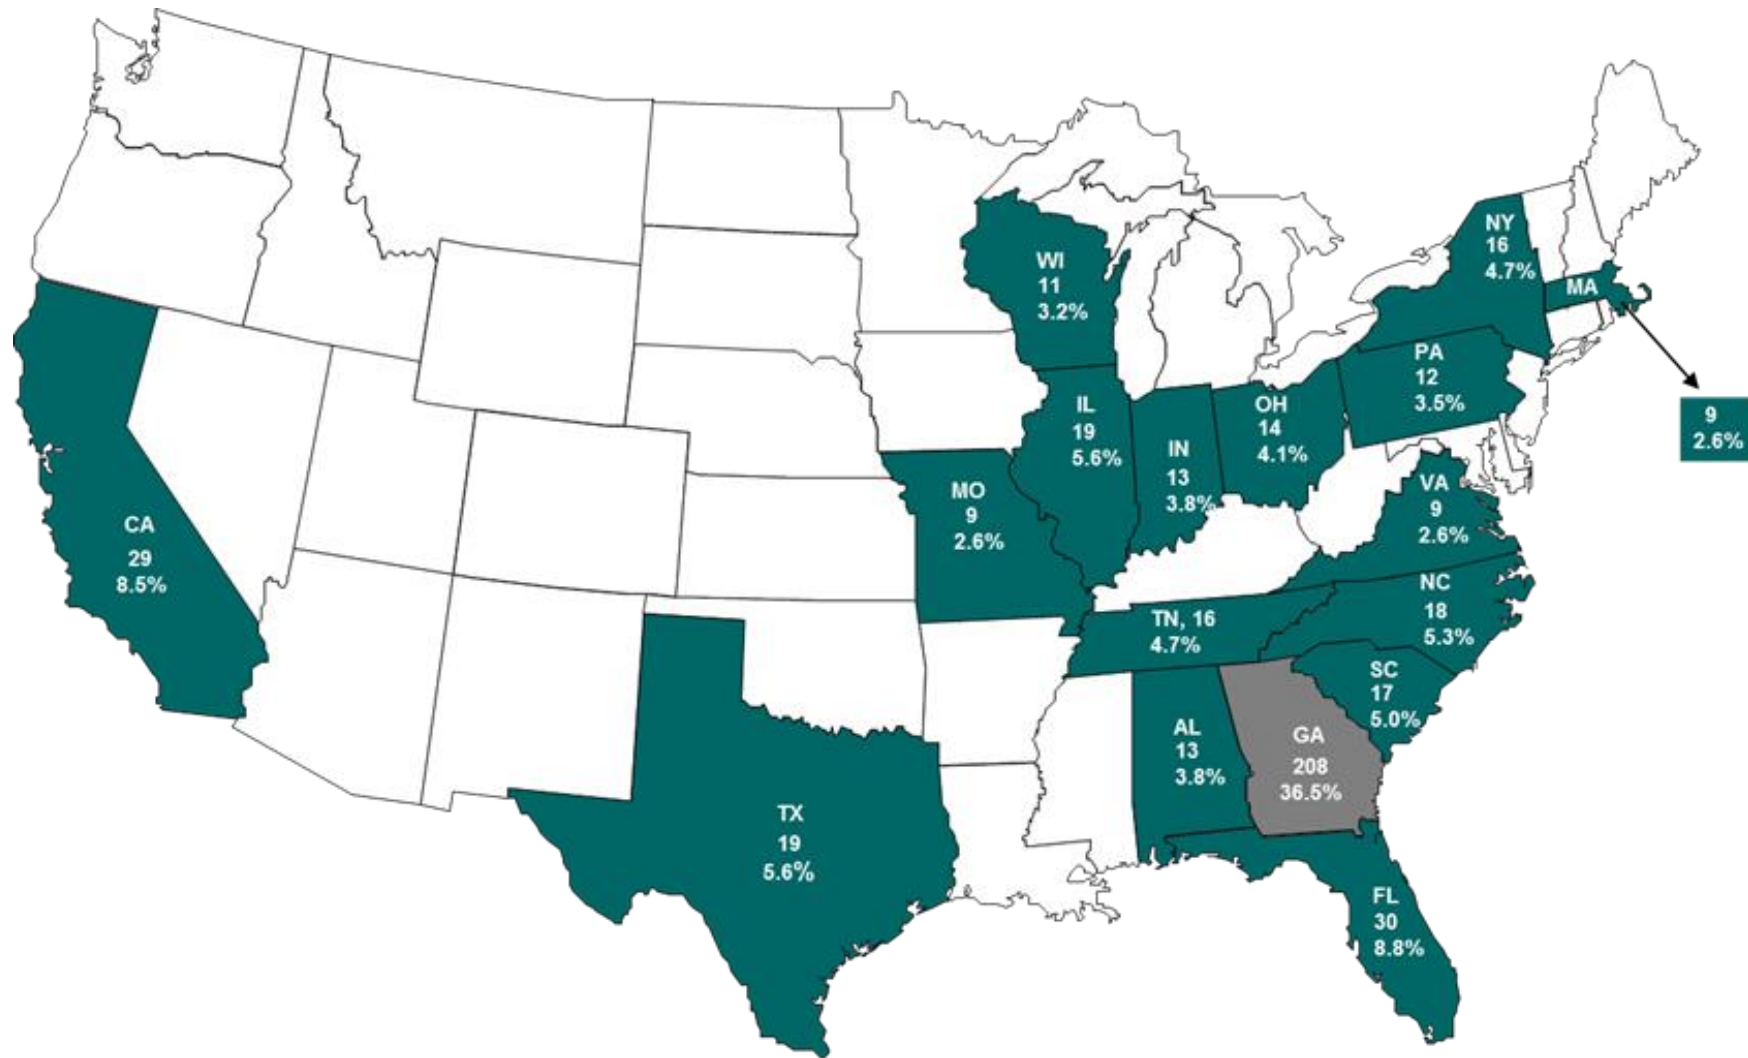 NY
16
4.7%
WI
11
3.2%
MA
9
2.6%
PA
12
3.5%
IL
19
5.6%
OH
14
4.1%
IN
13
3.8%
MO
9
2.6%
VA
9
2.6%
CA
29
8.5%
NC
18
5.3%
TN, 16
4.7%
SC
17
5.0%
AL
13
3.8%
GA
208
36.5%
TX
19
5.6%
FL
30
8.8%